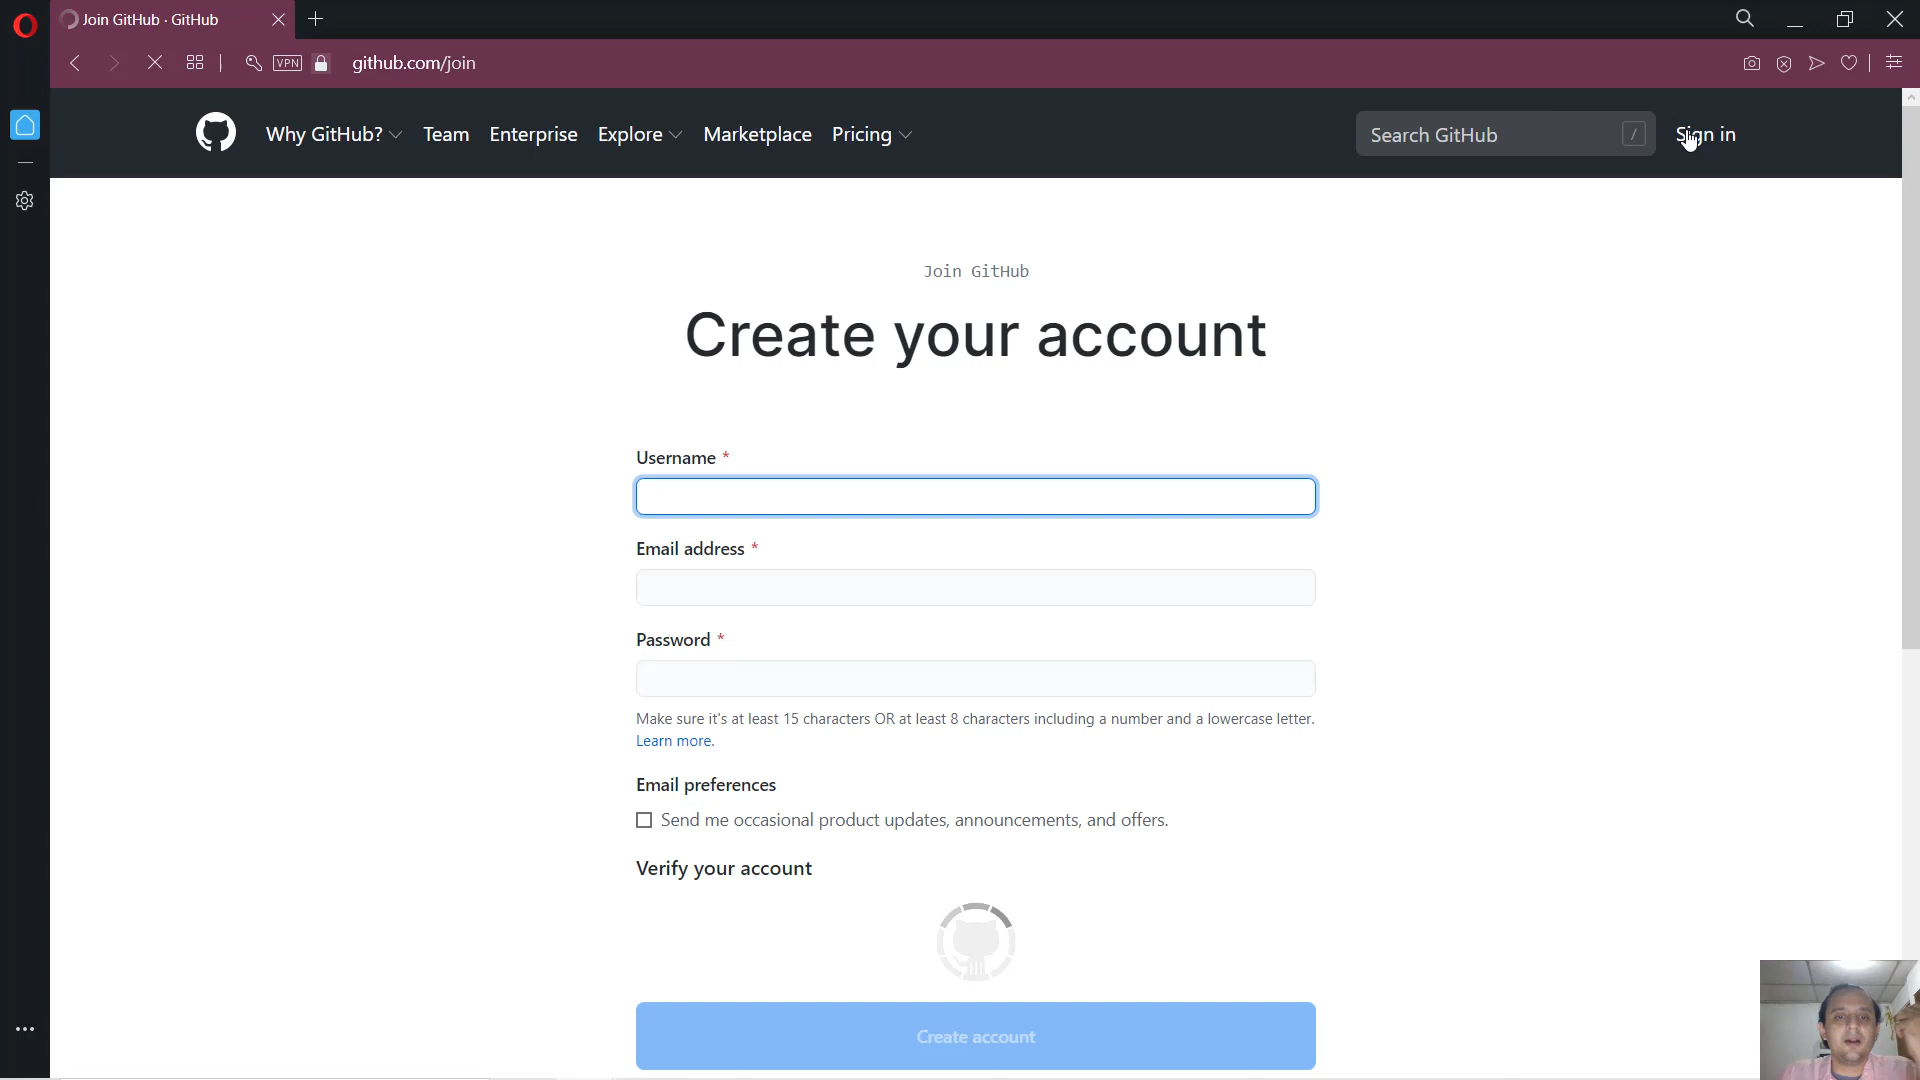 Join GitHub · GitHub
VPN
github.com/join
Why GitHub? Team Enterprise Explore Marketplace Pricing
Search GitHub /
Sign in
Join GitHub
Create your account
Username *
Email address *
Password *
Make sure it's at least 15 characters OR at least 8 characters including a number and a lowercase letter.
Learn more.
Email preferences
Send me occasional product updates, announcements, and offers.
Verify your account
Create account